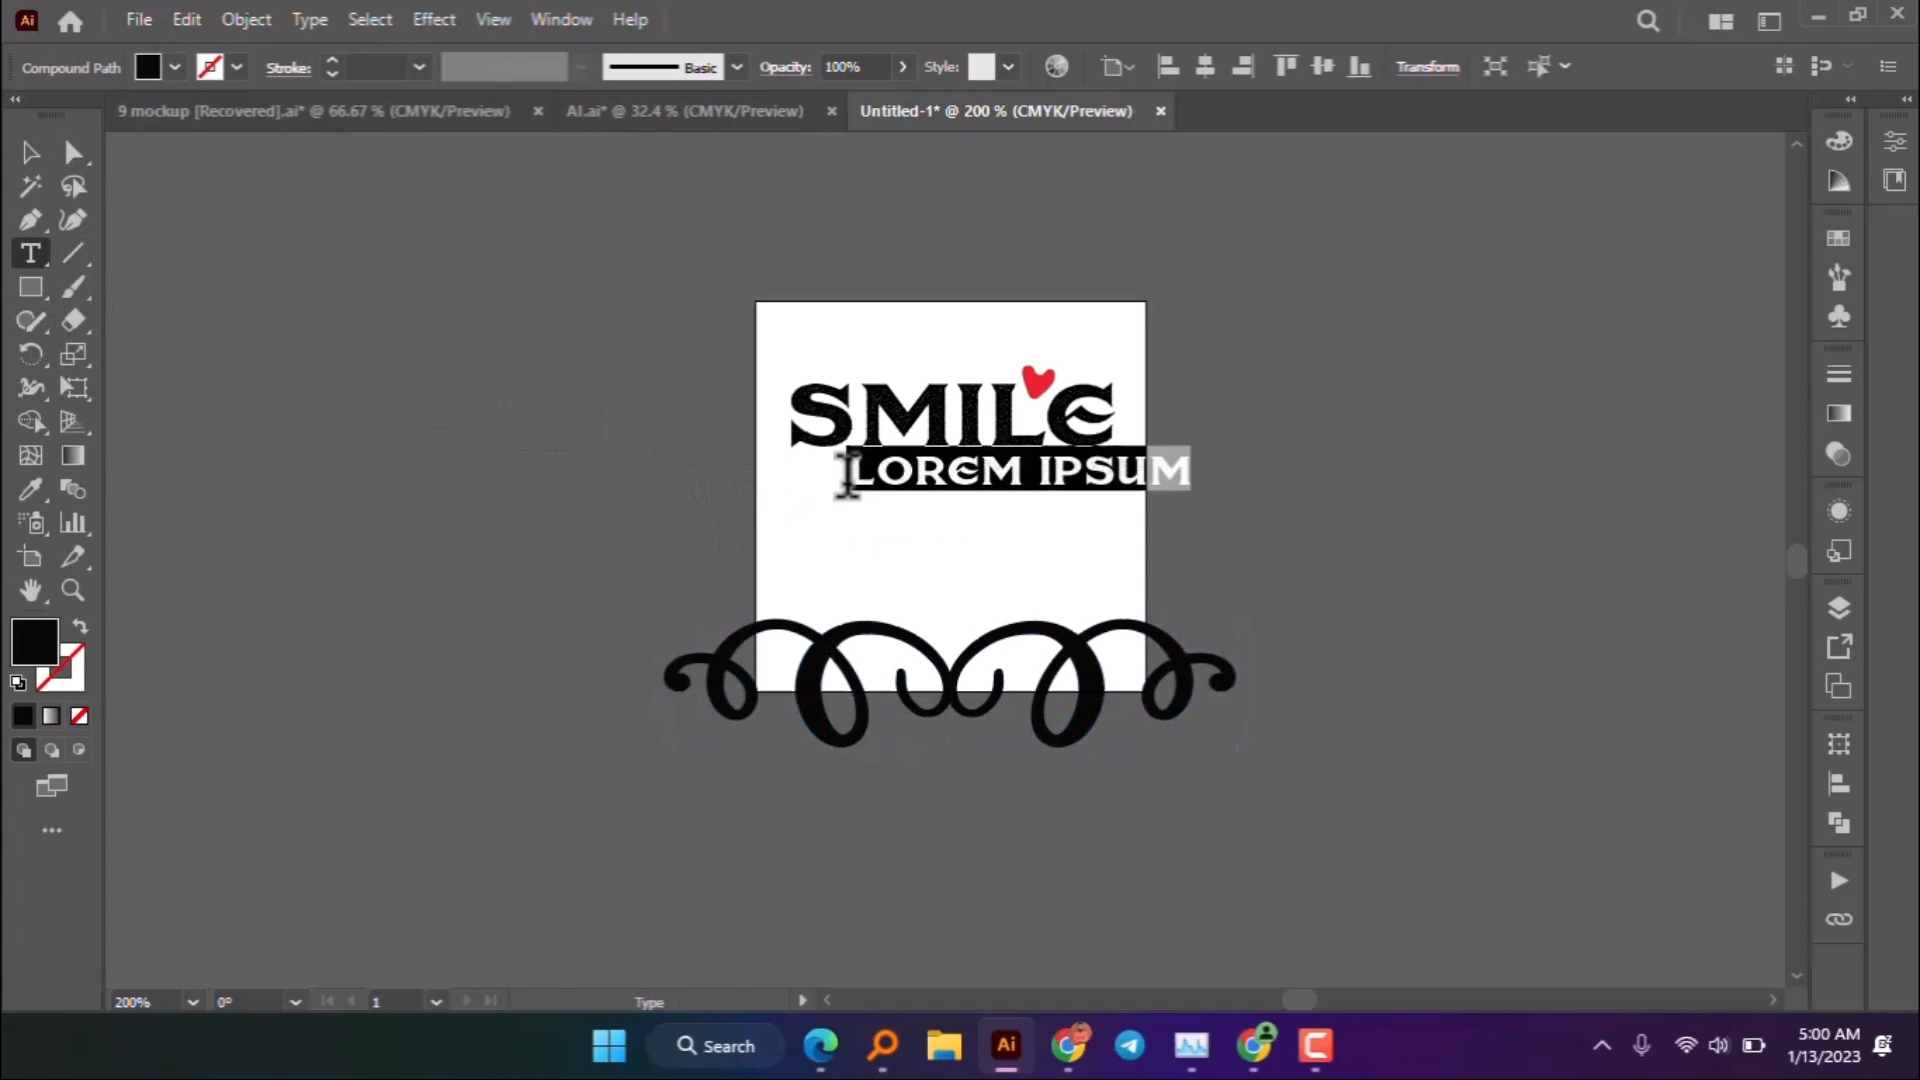 Ai File Edit Object Type Select Effect View Window Help
Compound Path Stroke: Basic Opacity: 100% Style: Transform
9 mockup [Recovered].ai* @ 66.67 % (CMYK/Preview) AI.ai* @ 32.4 % (CMYK/Preview) Untitled-1* @ 200 % (CMYK/Preview)
SMILE
LOREM IPSUM
200% 0° 1 Type
Search Ai
5:00 AM
1/13/2023